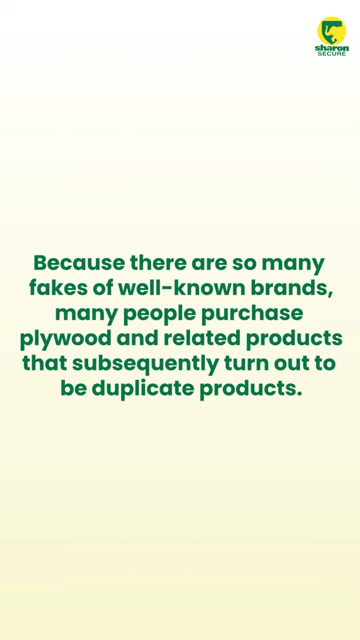 sharon
SECURE
Because there are so many
fakes of well-known brands,
many people purchase
plywood and related products
that subsequently turn out to
be duplicate products.